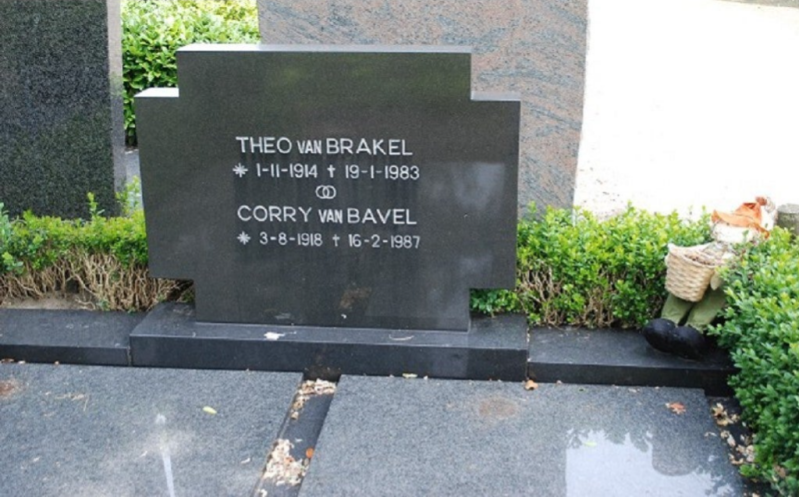 THEO VAN BRAKEL
* 1-11-1914 † 19-1-1983
CORRY VAN BAVEL
* 3-8-1918 † 16-2-1987